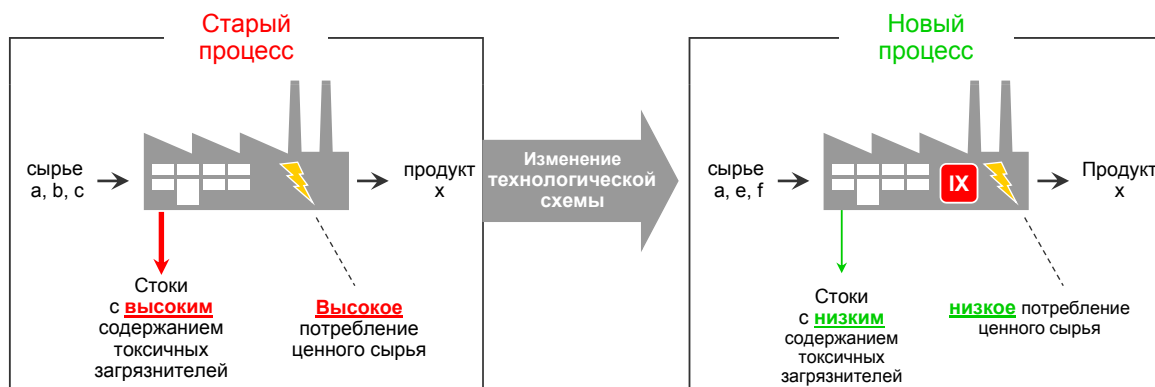 Старый
процесс
сырье
a, b, c
продукт
x
Стоки
с высоким
содержанием
токсичных
загрязнителей
Высокое
потребление
ценного сырья
Изменение
технологической
схемы
Новый
процесс
сырье
a, e, f
IX
Продукт
x
Стоки
с низким
содержанием
токсичных
загрязнителей
низкое потребление
ценного сырья